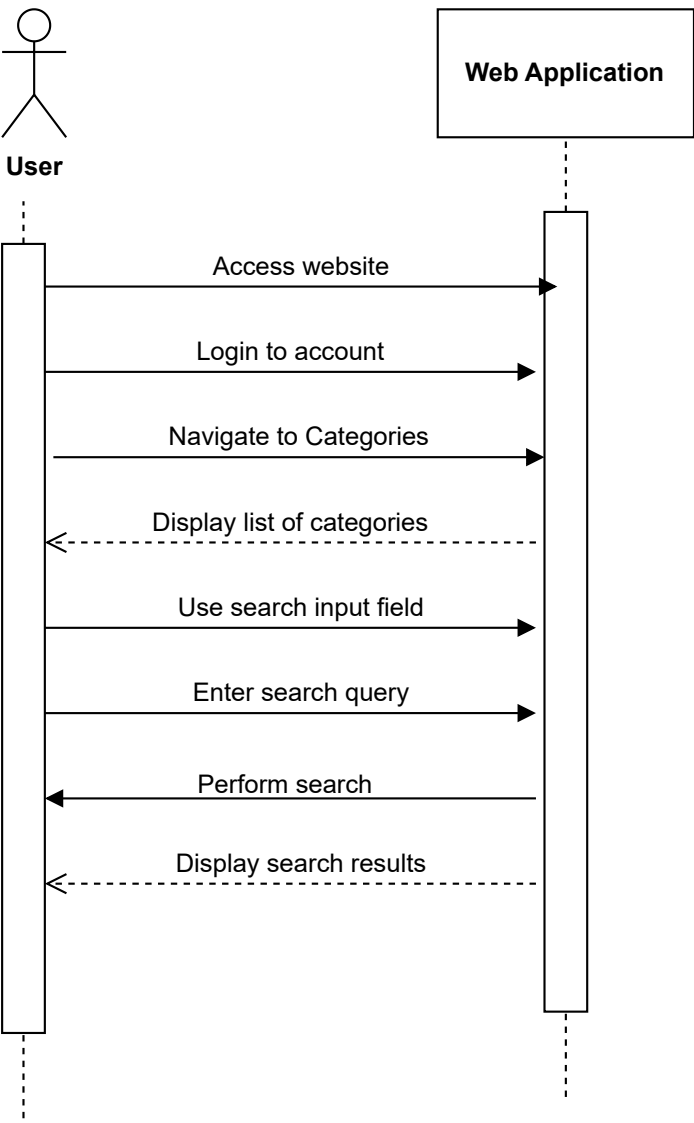 Web Application
User
Access website
Login to account
Navigate to Categories
Display list of categories
Use search input field
Enter search query
Perform search
Display search results